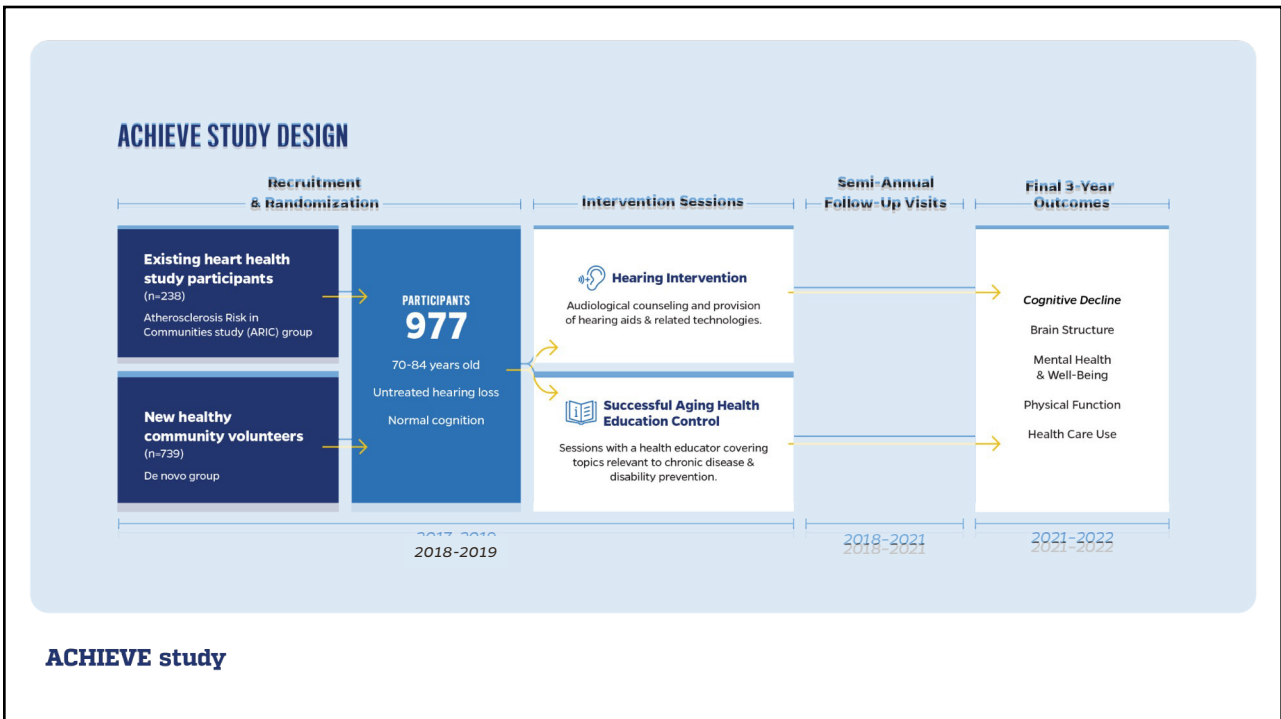 ACHIEVE STUDY DESIGN
Recruitment
& Randomization
Intervention Sessions
Semi-Annual
Follow-Up Visits
Final 3-Year
Outcomes
Existing heart health
study participants
(n=238)
Atherosclerosis Risk in
Communities study (ARIC) group
New healthy
community volunteers
(n=739)
De novo group
PARTICIPANTS
977
70-84 years old
Untreated hearing loss
Normal cognition
Hearing Intervention
Audiological counseling and provision
of hearing aids & related technologies.
Successful Aging Health
Education Control
Sessions with a health educator covering
topics relevant to chronic disease &
disability prevention.
Cognitive Decline
Brain Structure
Mental Health
& Well-Being
Physical Function
Health Care Use
2018-2019
2018–2021
2021–2022
ACHIEVE study